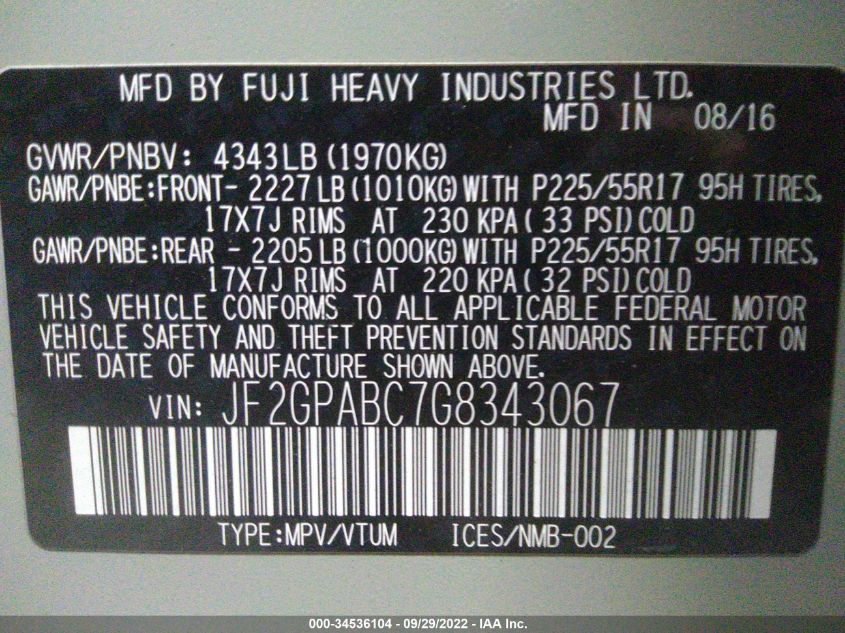 MFD BY FUJI HEAVY INDUSTRIES LTD.
MFD IN 08/16
GVWR/PNBV: 4343LB (1970KG)
GAWR/PNBE:FRONT- 2227LB (1010KG) WITH P225/55R17 95H TIRES,
17X7J RIMS AT 230 KPA ( 33 PSI) COLD
GAWR/PNBE:REAR - 2205LB (1000KG) WITH P225/55R17 95H TIRES,
17X7J RIMS AT 220 KPA ( 32 PSI) COLD
THIS VEHICLE CONFORMS TO ALL APPLICABLE FEDERAL MOTOR
VEHICLE SAFETY AND THEFT PREVENTION STANDARDS IN EFFECT ON
THE DATE OF MANUFACTURE SHOWN ABOVE.
VIN: JF2GPABC7G8343067
TYPE:MPV/VTUM ICES/NMB-002
000-34536104 - 09/29/2022 - IAA Inc.